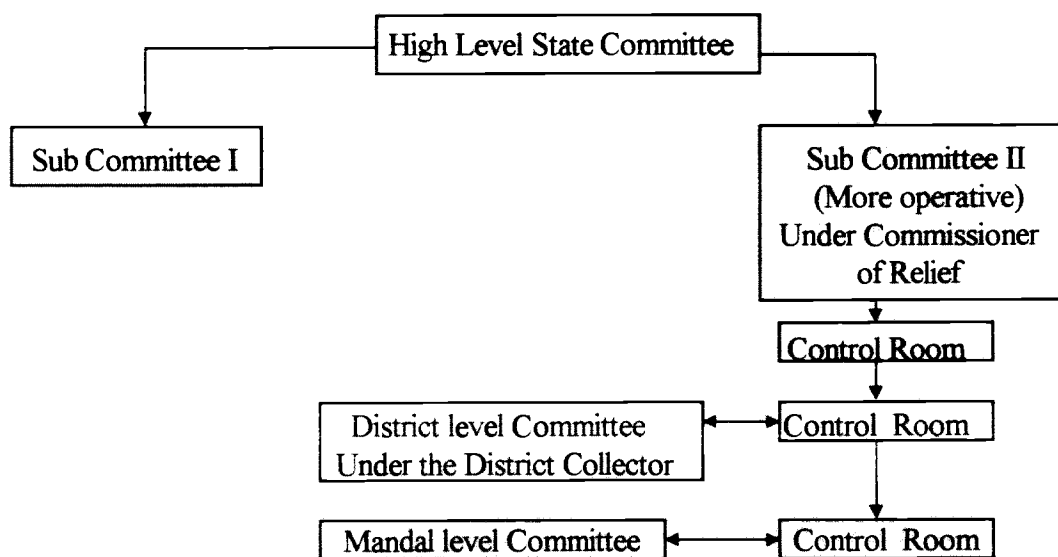 High Level State Committee
Sub Committee I
Sub Committee II
(More operative)
Under Commissioner
of Relief
Control Room
District level Committee
Under the District Collector
Control Room
Mandal level Committee
Control Room